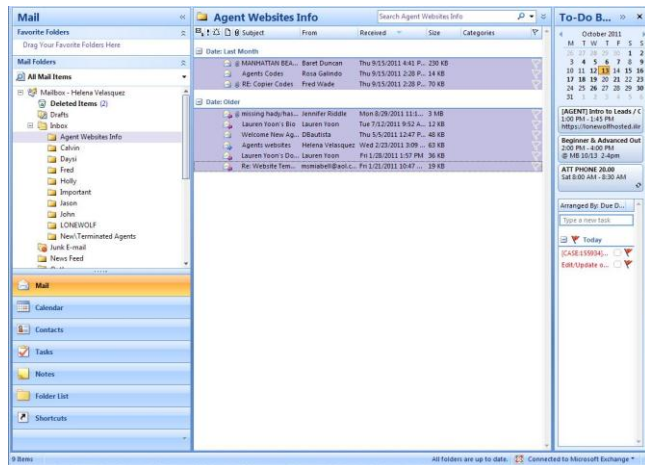 Mail
Favorite Folders
Drag Your Favorite Folders Here
Mail Folders
All Mail Items
Mailbox - Helena Velasquez
Deleted Items (2)
Drafts
Inbox
Agent Websites Info
Calvin
Daysi
Fred
Holly
Important
Jason
John
LONEWOLF
New\Terminated Agents
Junk E-mail
News Feed
Mail
Calendar
Contacts
Tasks
Notes
Folder List
Shortcuts
9 Items
Agent Websites Info
Search Agent Websites Info
Subject From Received Size Categories
Date: Last Month
MANHATTAN BEA... Baret Duncan Thu 9/15/2011 4:41 P... 230 KB
Agents Codes Rosa Galindo Thu 9/15/2011 2:28 P... 14 KB
RE: Copier Codes Fred Wade Thu 9/15/2011 2:28 P... 70 KB
Date: Older
missing hady/has... Jennifer Riddle Mon 8/29/2011 11:1... 3 MB
Lauren Yoon's Bio Lauren Yoon Tue 7/12/2011 9:52 A... 12 KB
Welcome New Ag... DBautista Thu 5/5/2011 12:47 P... 48 KB
Agents websites Helena Velasquez Wed 2/23/2011 3:09 ... 63 KB
Lauren Yoon's Do... Lauren Yoon Fri 1/28/2011 1:57 PM 36 KB
Re: Website Tem... msmiabell@aol.c... Fri 1/21/2011 10:47 ... 19 KB
To-Do B...
October 2011
M T W T F S S
26 27 28 29 30 1 2
3 4 5 6 7 8 9
10 11 12 13 14 15 16
17 18 19 20 21 22 23
24 25 26 27 28 29 30
31 1 2 3 4 5 6
[AGENT] Intro to Leads / C
1:00 PM - 1:45 PM
https://lonewolfhosted.ilir
Beginner & Advanced Out
2:00 PM - 4:00 PM
@ MB 10/13 2-4pm
ATT PHONE 20.00
Sat 8:00 AM - 8:30 AM
Arranged By: Due D...
Type a new task
Today
[CASE:155934]...
Edit/Update o...
All folders are up to date.
Connected to Microsoft Exchange